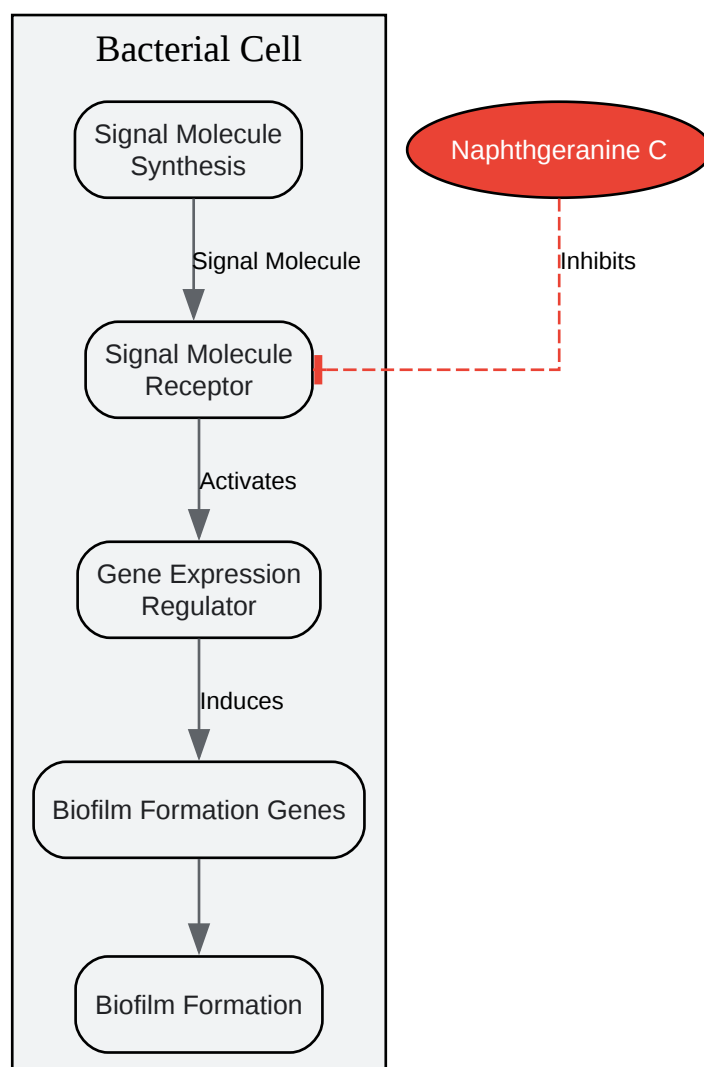 Bacterial Cell
Signal Molecule
Synthesis
Naphthgeranine C
Signal Molecule
Inhibits
Signal Molecule
Receptor
Activates
Gene Expression
Regulator
Induces
Biofilm Formation Genes
Biofilm Formation